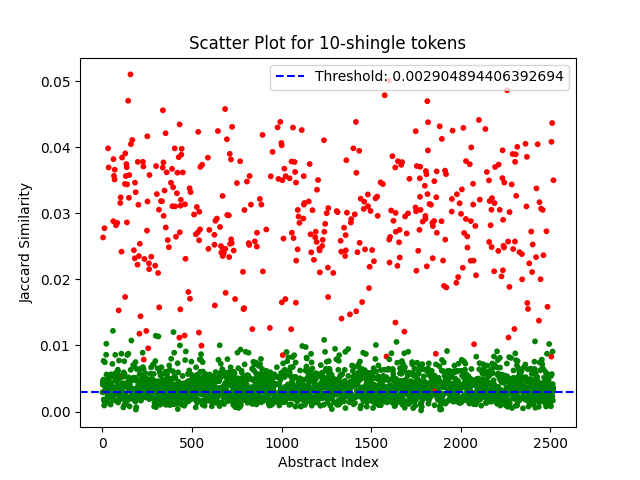 Scatter Plot for 10-shingle tokens
Threshold: 0.002904894406392694
0.05
0.04
0.03
0.02
0.01
0.00
Jaccard Similarity
0 500 1000 1500 2000 2500
Abstract Index